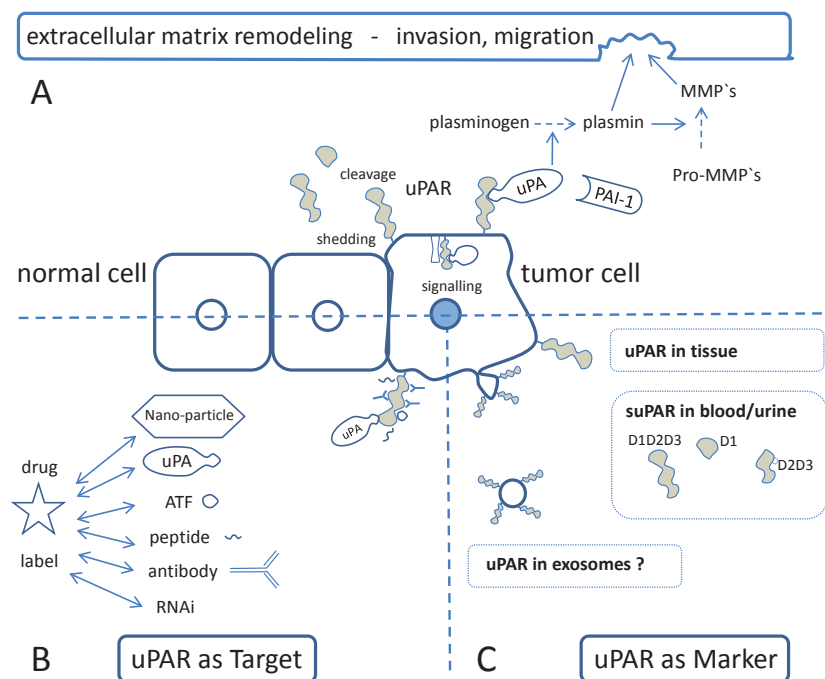 extracellular matrix remodeling - invasion, migration
A
MMP`s
plasminogen
plasmin
Pro-MMP`s
cleavage
uPAR
uPA
PAI-1
shedding
normal cell
tumor cell
signalling
uPAR in tissue
suPAR in blood/urine
D1D2D3
D1
D2D3
uPA
Nano-particle
uPA
drug
ATF
peptide
label
antibody
RNAi
uPAR in exosomes ?
B
uPAR as Target
C
uPAR as Marker